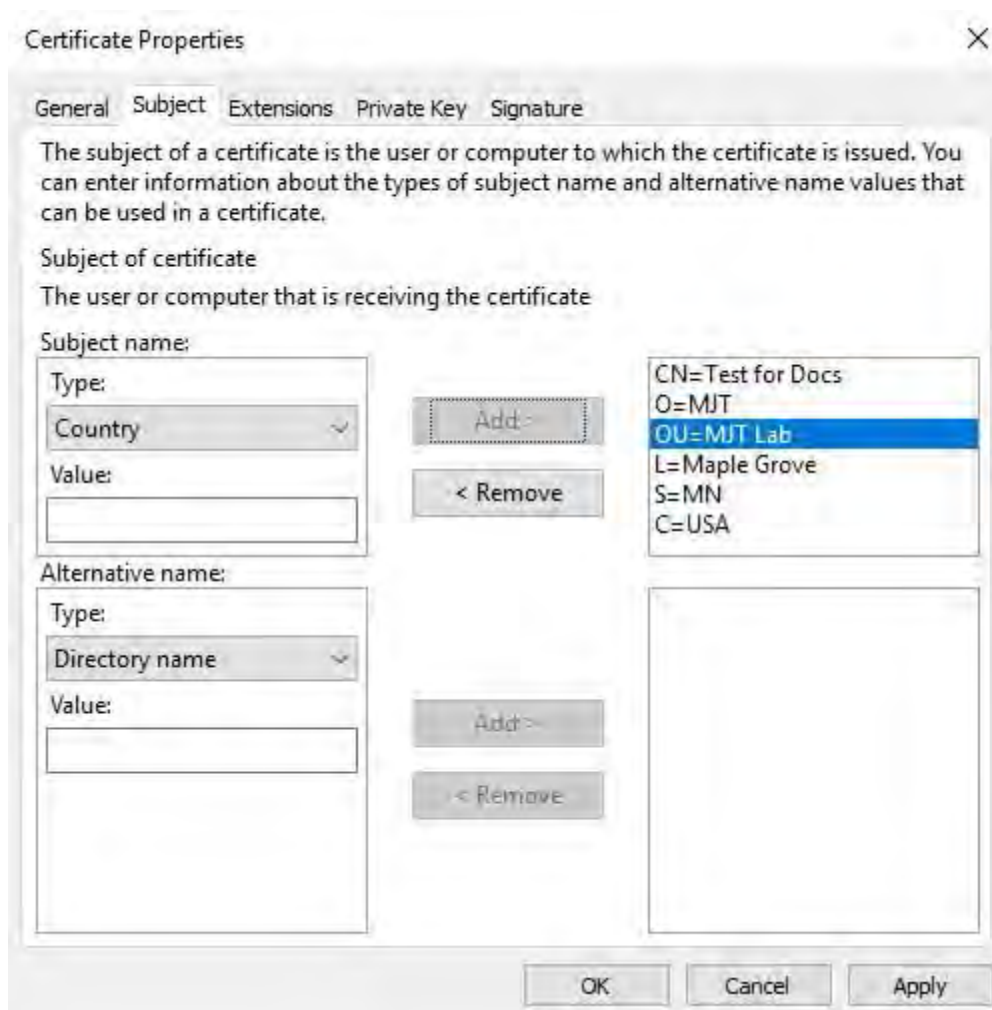 Certificate Properties
General Subject Extensions Private Key Signature
The subject of a certificate is the user or computer to which the certificate is issued. You
can enter information about the types of subject name and alternative name values that
can be used in a certificate.
Subject of certificate
The user or computer that is receiving the certificate
Subject name:
Type:
Country
Value:
Add >
< Remove
CN=Test for Docs
O=MJT
OU=MJT Lab
L=Maple Grove
S=MN
C=USA
Alternative name:
Type:
Directory name
Value:
Add >
< Remove
OK Cancel Apply